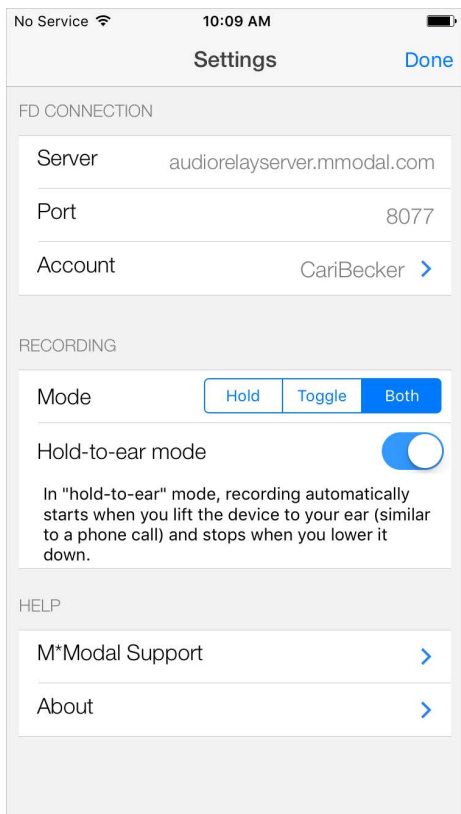 No Service 10:09 AM
Settings Done
FD CONNECTION
Server audiorelayserver.mmodal.com
Port 8077
Account CariBecker
RECORDING
Mode Hold Toggle Both
Hold-to-ear mode
In "hold-to-ear" mode, recording automatically
starts when you lift the device to your ear (similar
to a phone call) and stops when you lower it
down.
HELP
M*Modal Support
About